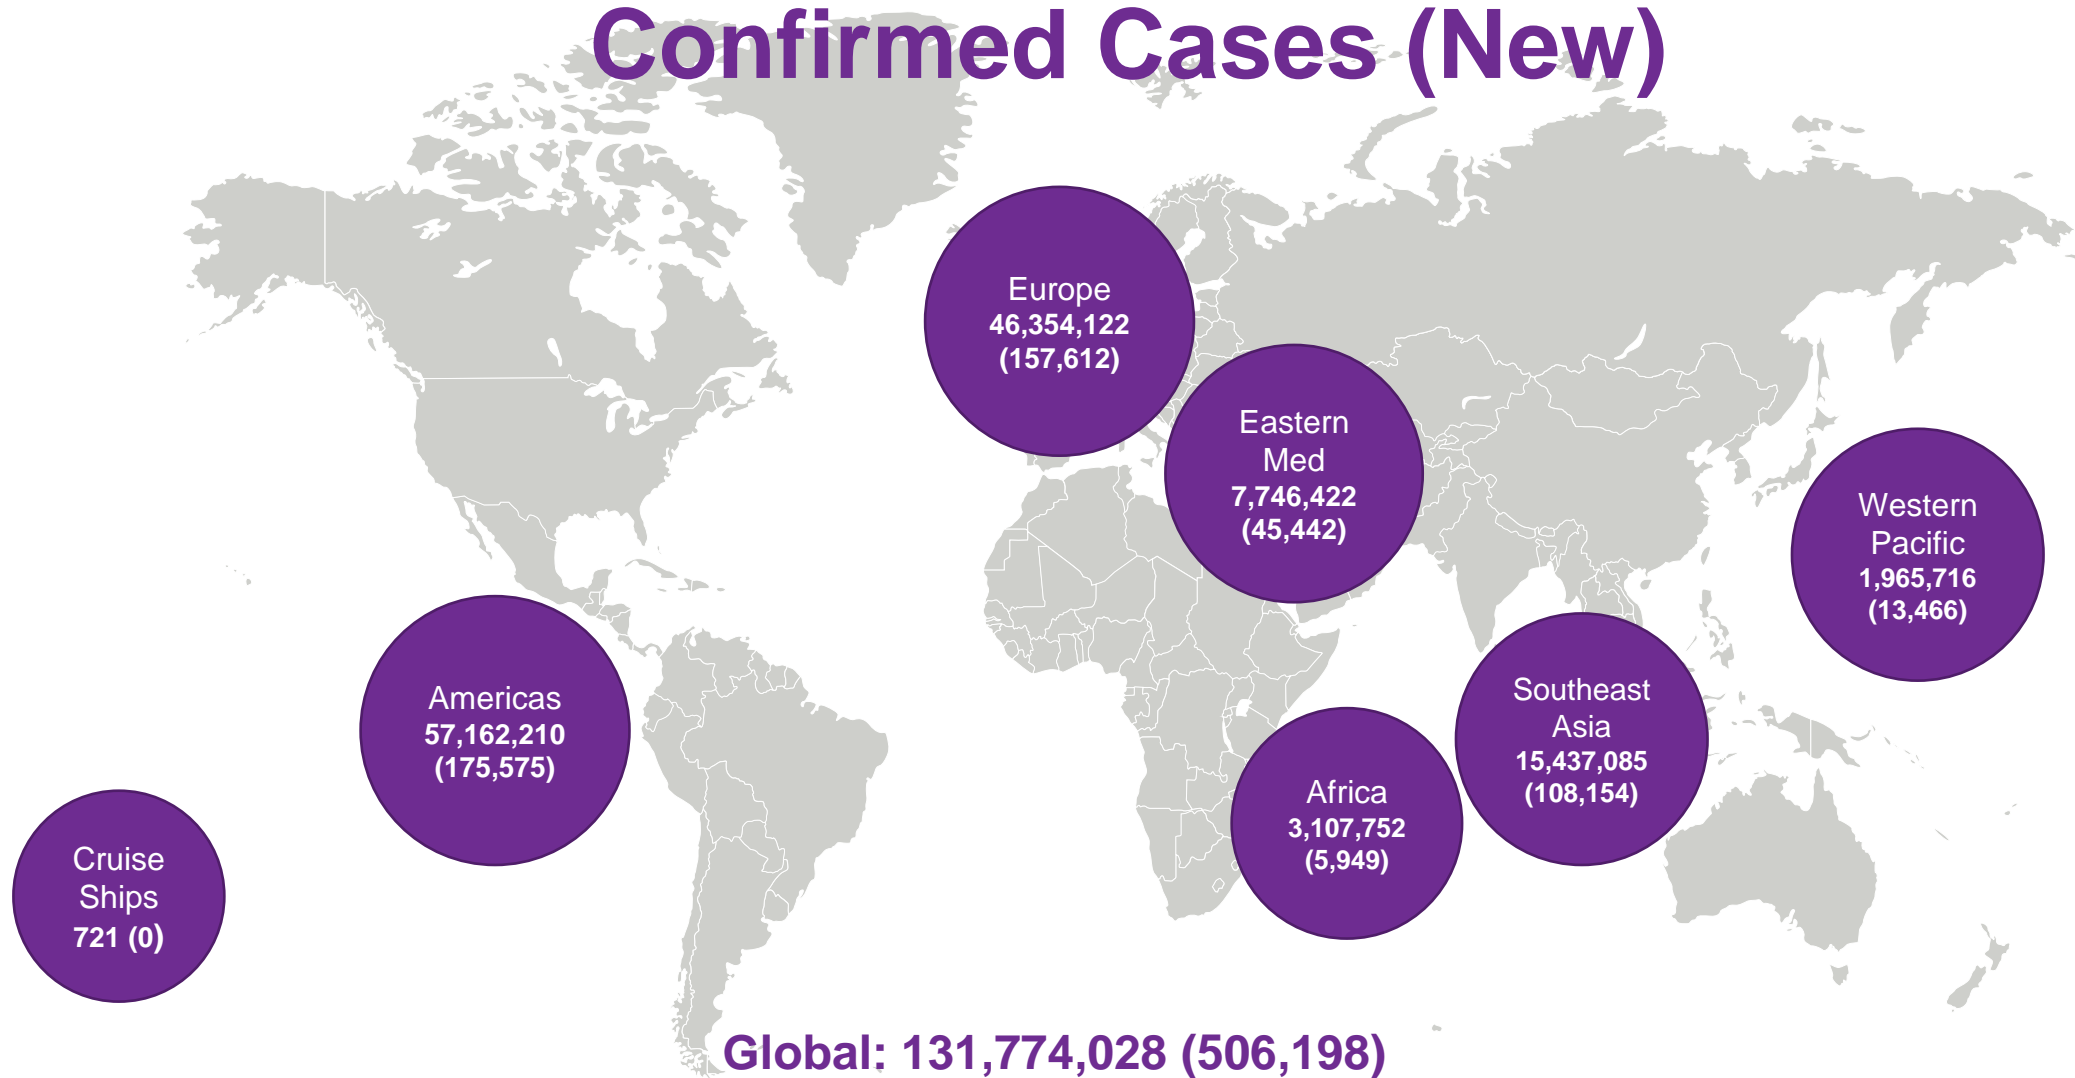 Confirmed Cases (New)
Europe
46,354,122
(157,612)
Eastern
Med
7,746,422
(45,442)
Western
Pacific
1,965,716
(13,466)
Americas
57,162,210
(175,575)
Southeast
Asia
15,437,085
(108,154)
Africa
3,107,752
(5,949)
Cruise
Ships
721 (0)
Global: 131,774,028 (506,198)